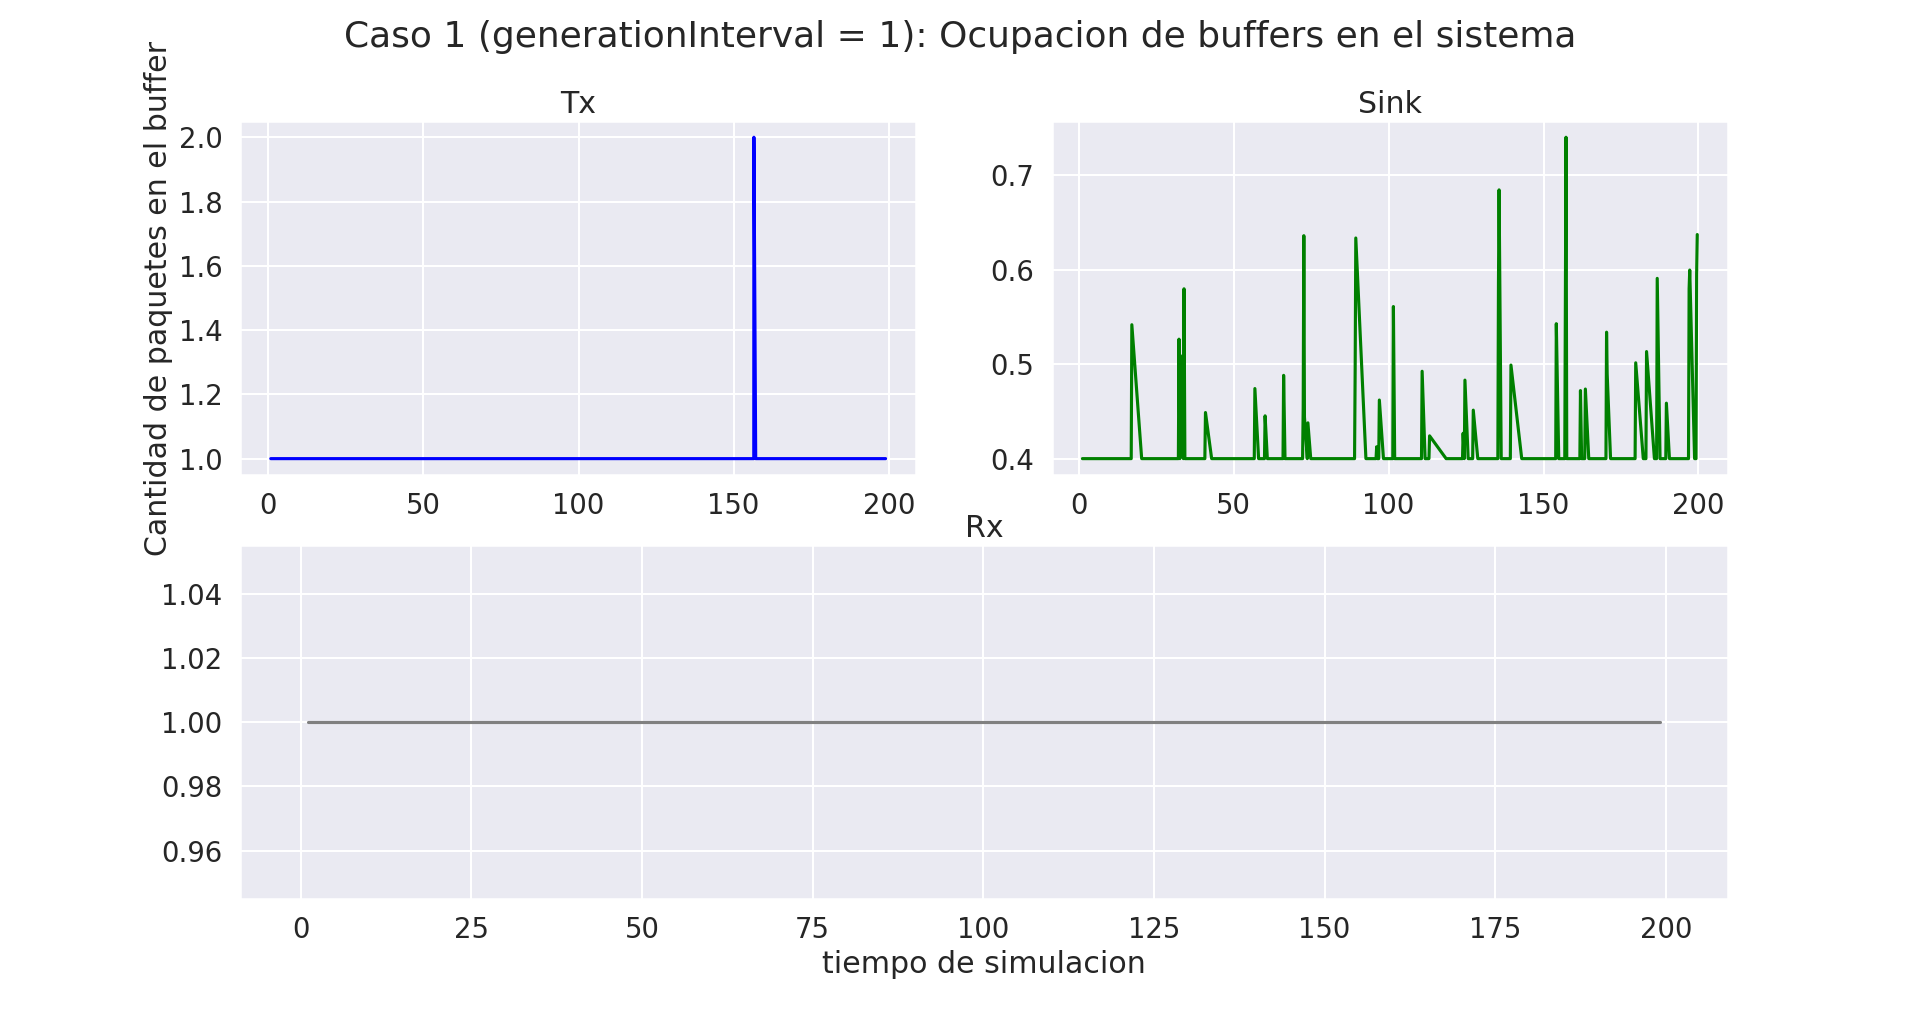 Caso 1 (generationInterval = 1): Ocupacion de buffers en el sistema
Cantidad de paquetes en el buffer
Tx
2.0
1.8
1.6
1.4
1.2
1.0
0 50 100 150 200
Sink
0.7
0.6
0.5
0.4
0 50 100 150 200
Rx
1.04
1.02
1.00
0.98
0.96
0 25 50 75 100 125 150 175 200
tiempo de simulacion